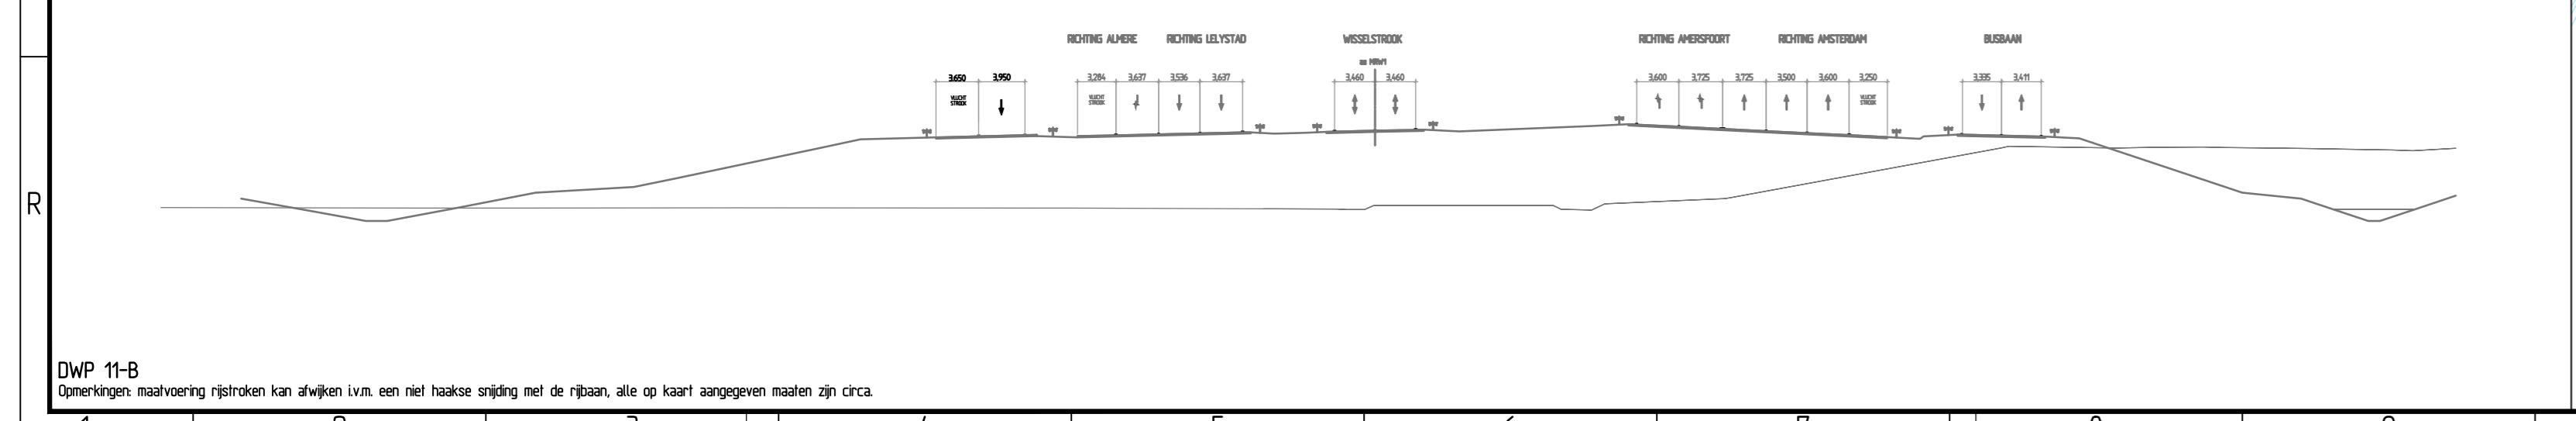 RICHTING ALMERE RICHTING LELYSTAD WISSELSTROOK RICHTING AMERSFOORT RICHTING AMSTERDAM BUSBAAN
3.650 3,950 3,284 3,637 3,536 3,637 3,460 3,460 3,600 3,725 3,725 3,500 3,600 3,250 3,335 3,411
VLUCHT VLUCHT VLUCHT
STROOK STROOK STROOK
R
DWP 11-B
Opmerkingen: maatvoering rijstroken kan afwijken i.v.m. een niet haakse snijding met de rijbaan, alle op kaart aangegeven maaten zijn circa.